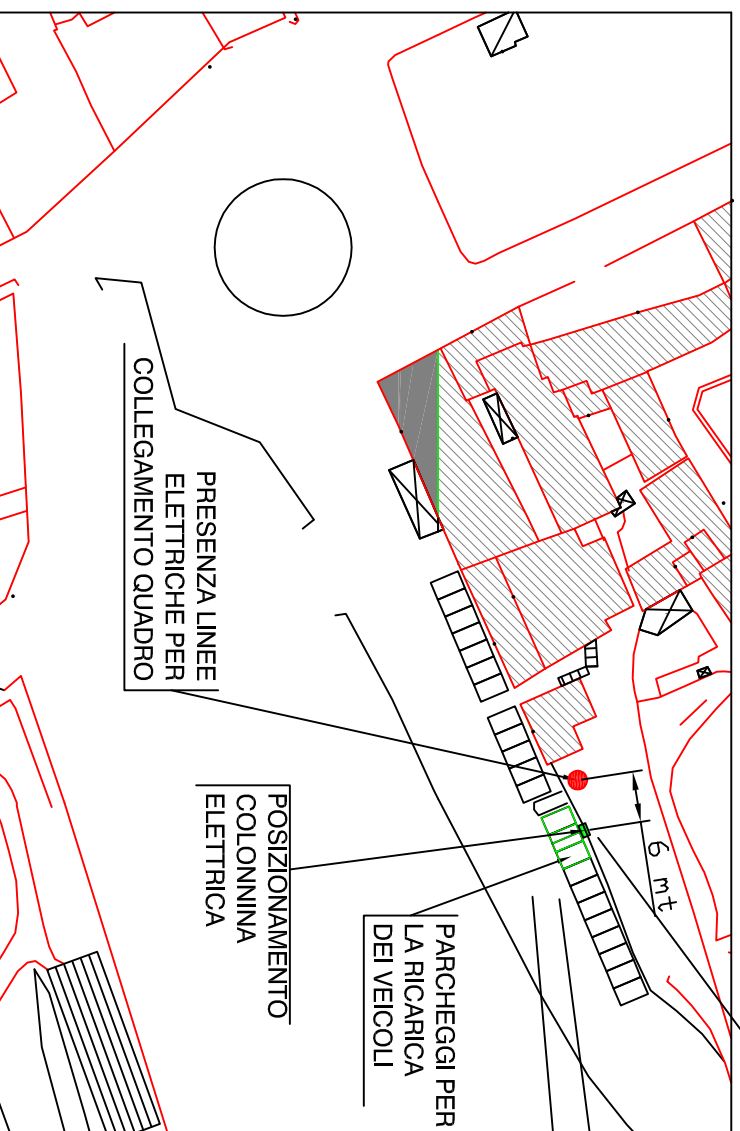 PRESENZA LINEE
ELETTRICHE PER
COLLEGAMENTO QUADRO
POSIZIONAMENTO
COLONNINA
ELETTRICA
PARCHEGGI PER
LA RICARICA
DEI VEICOLI
6 mt